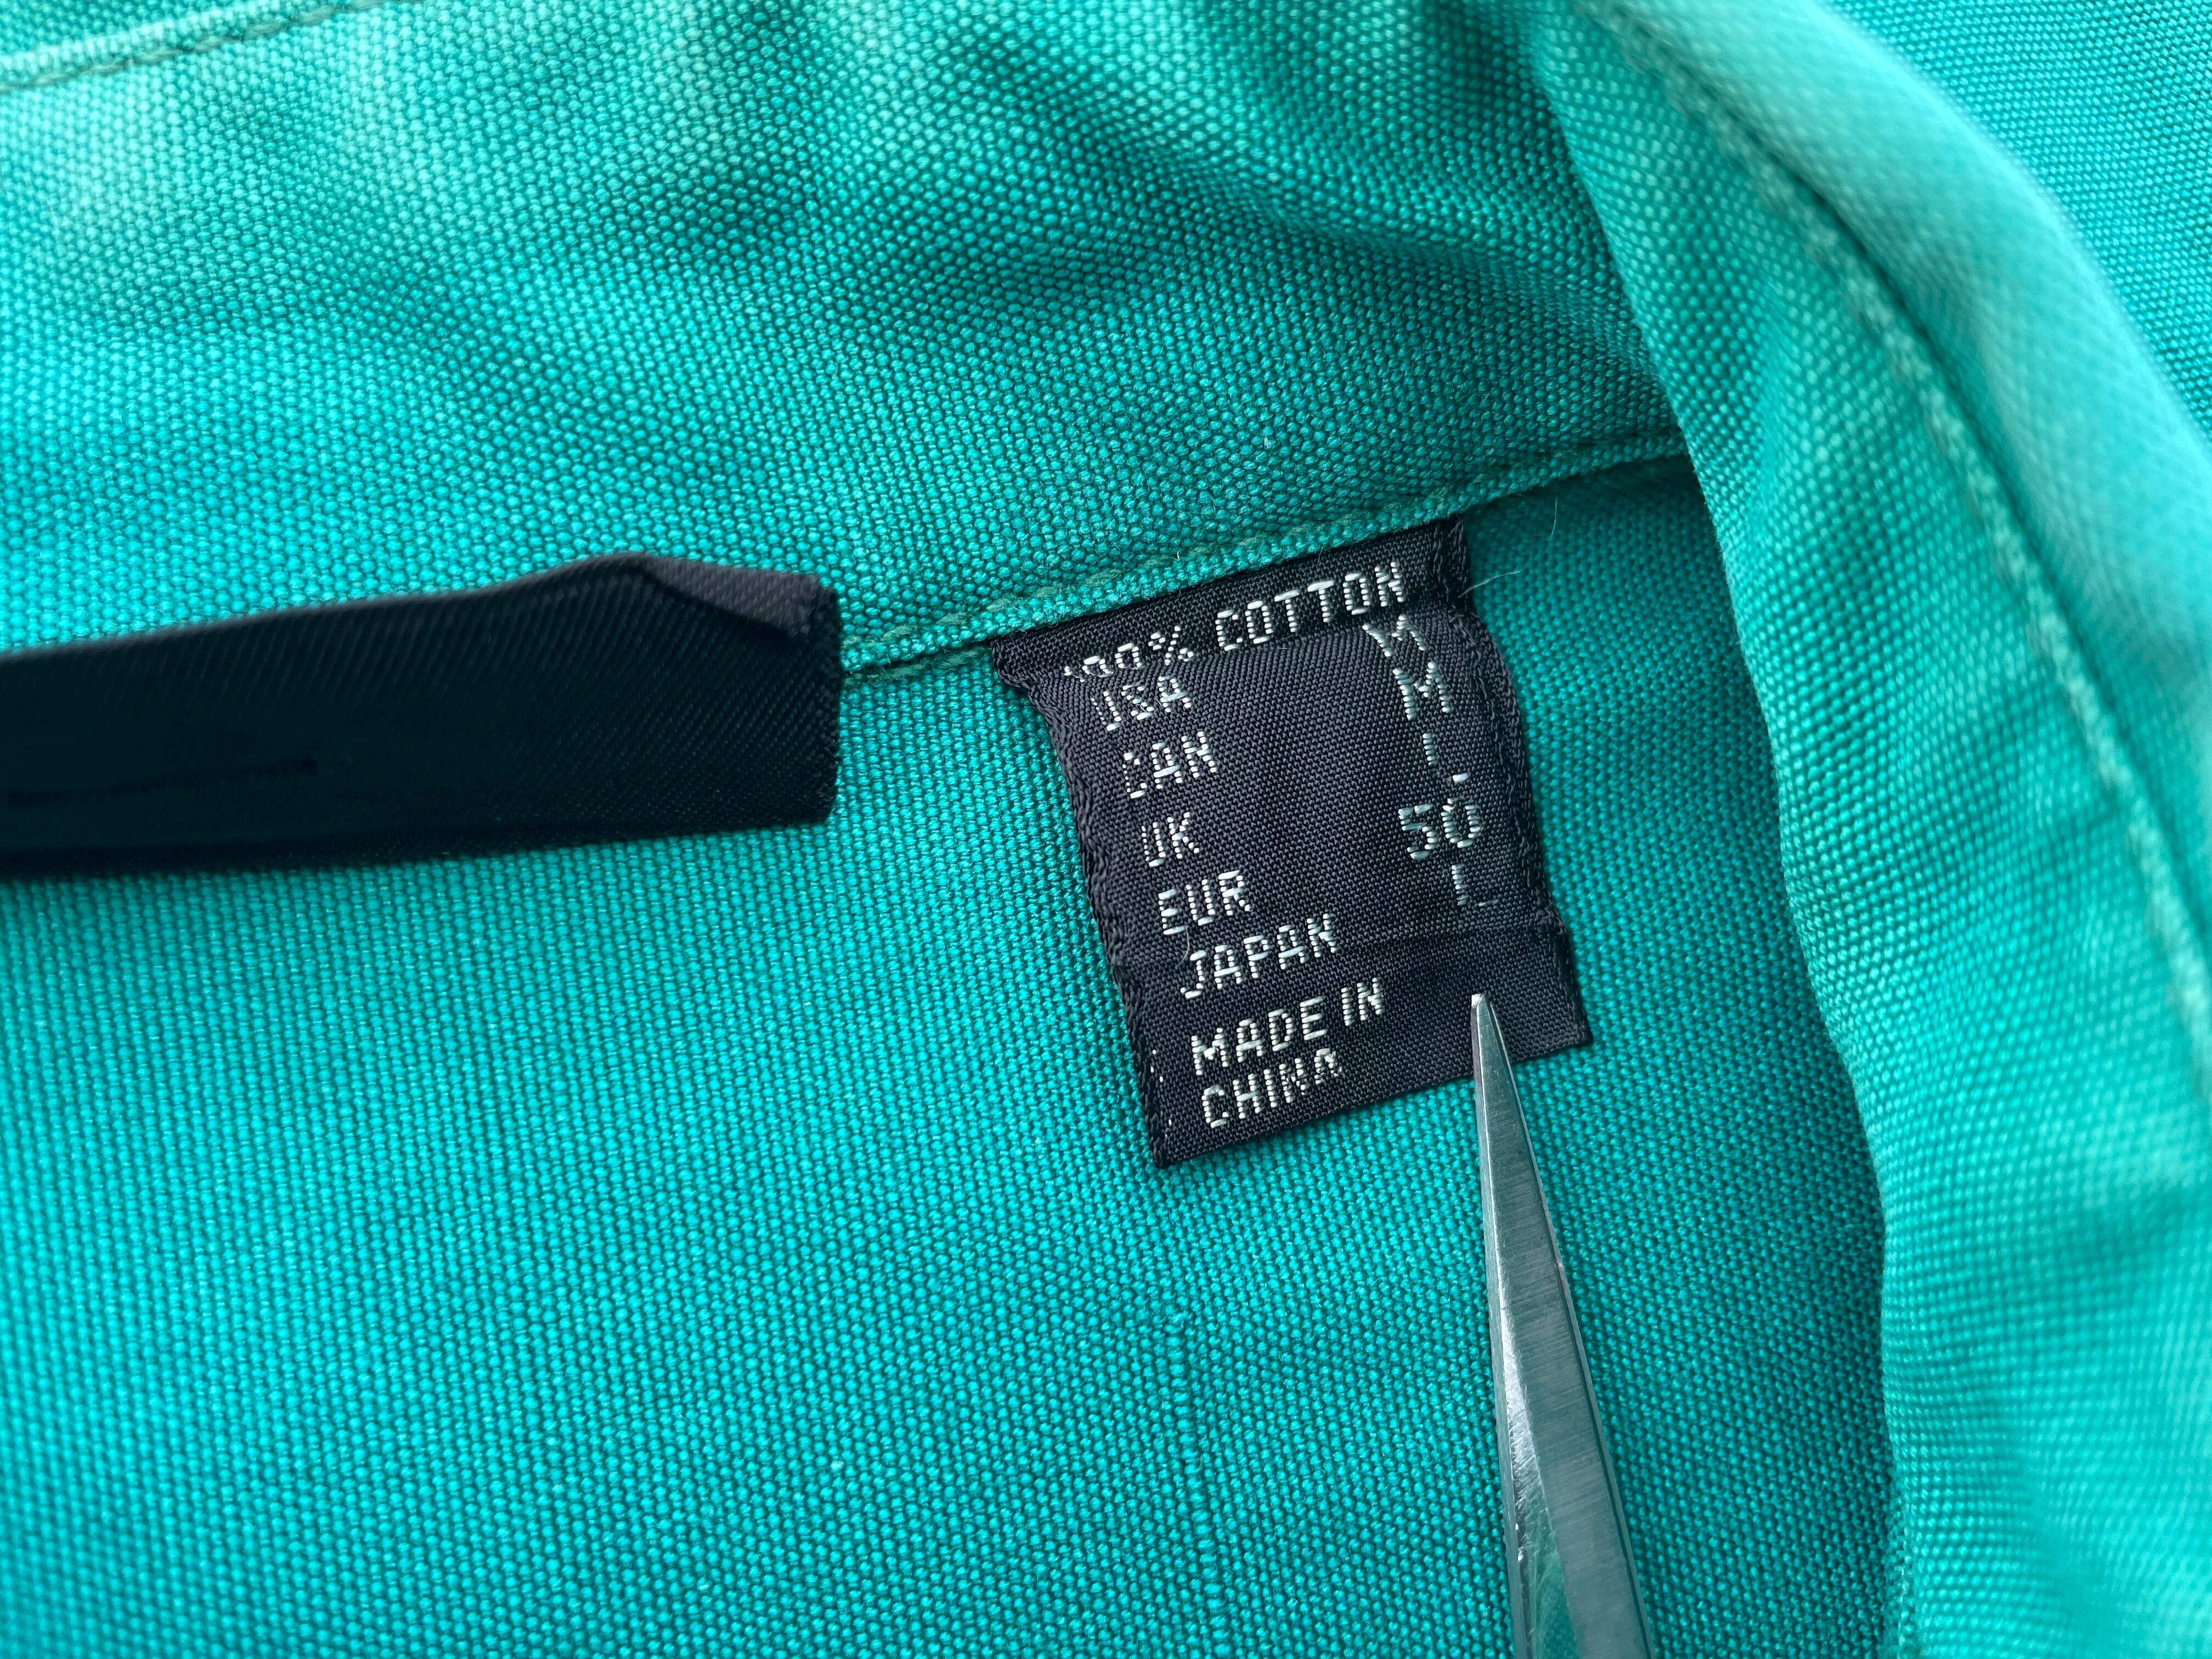 100% COTTON
USA M
CAN M
UK L
EUR 50
JAPAN L
MADE IN
CHINA